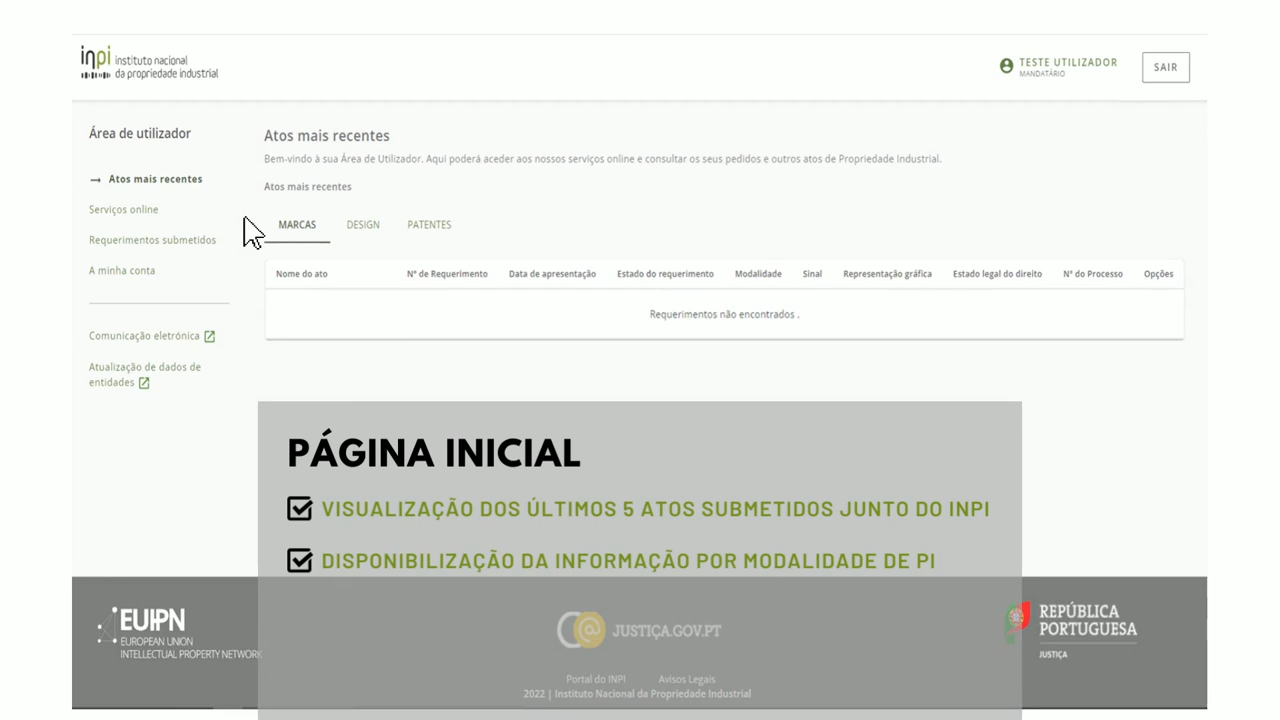 inpi instituto nacional
da propriedade industrial
TESTE UTILIZADOR
MANDATÁRIO
SAIR
Área de utilizador
→ Atos mais recentes
Serviços online
Requerimentos submetidos
A minha conta
Comunicação eletrónica
Atualização de dados de
entidades
Atos mais recentes
Bem-vindo à sua Área de Utilizador. Aqui poderá aceder aos nossos serviços online e consultar os seus pedidos e outros atos de Propriedade Industrial.
Atos mais recentes
MARCAS DESIGN PATENTES
Nome do ato Nº de Requerimento Data de apresentação Estado do requerimento Modalidade Sinal Representação gráfica Estado legal do direito Nº do Processo Opções
Requerimentos não encontrados .
PÁGINA INICIAL
VISUALIZAÇÃO DOS ÚLTIMOS 5 ATOS SUBMETIDOS JUNTO DO INPI
DISPONIBILIZAÇÃO DA INFORMAÇÃO POR MODALIDADE DE PI
EUIPN
EUROPEAN UNION
INTELLECTUAL PROPERTY NETWORK
JUSTIÇA.GOV.PT
REPÚBLICA
PORTUGUESA
JUSTIÇA
Portal do INPI Avisos Legais
2022 | Instituto Nacional da Propriedade Industrial